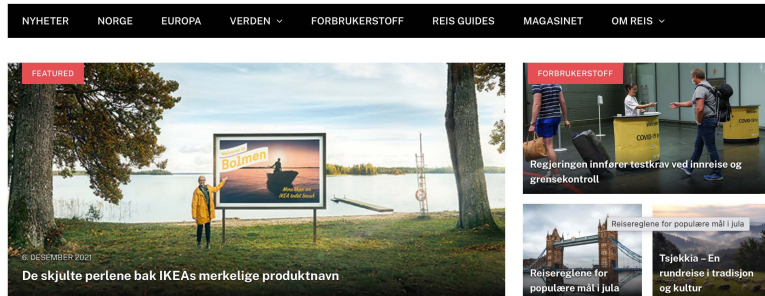 NYHETER NORGE EUROPA VERDEN FORBRUKERSTOFF REIS GUIDES MAGASINET OM REIS
FEATURED
Bolmen
6. DESEMBER 2021
De skjulte perlene bak IKEAs merkelige produktnavn
FORBRUKERSTOFF
COVID-19
COVID-19
Regjeringen innfører testkrav ved innreise og
grensekontroll
Reisereglene for populære mål i jula
Reisereglene for
populære mål i jula
Tsjekkia – En
rundreise i tradisjon
og kultur